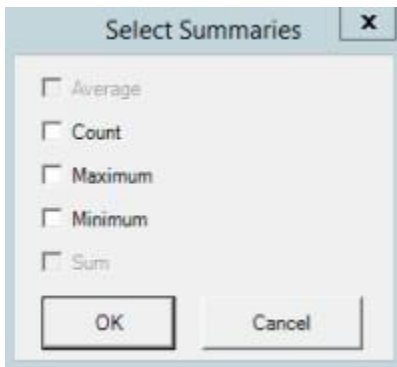 Select Summaries
x
Average
Count
Maximum
Minimum
Sum
OK
Cancel